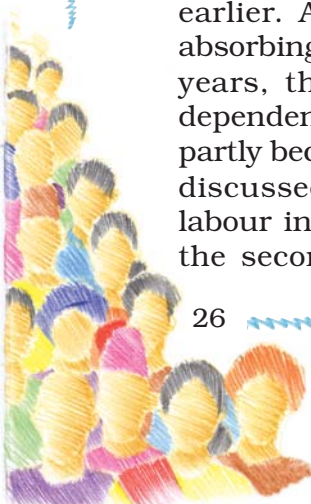 earlier. A
absorbing
years, th
dependen
partly bec
discussed
labour in
the secon
26